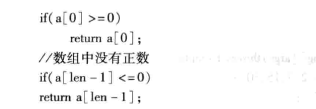 if(a[0] >=0)
return a[0];
//数组中没有正数
if(a[len-1] <=0)
return a[len-1];